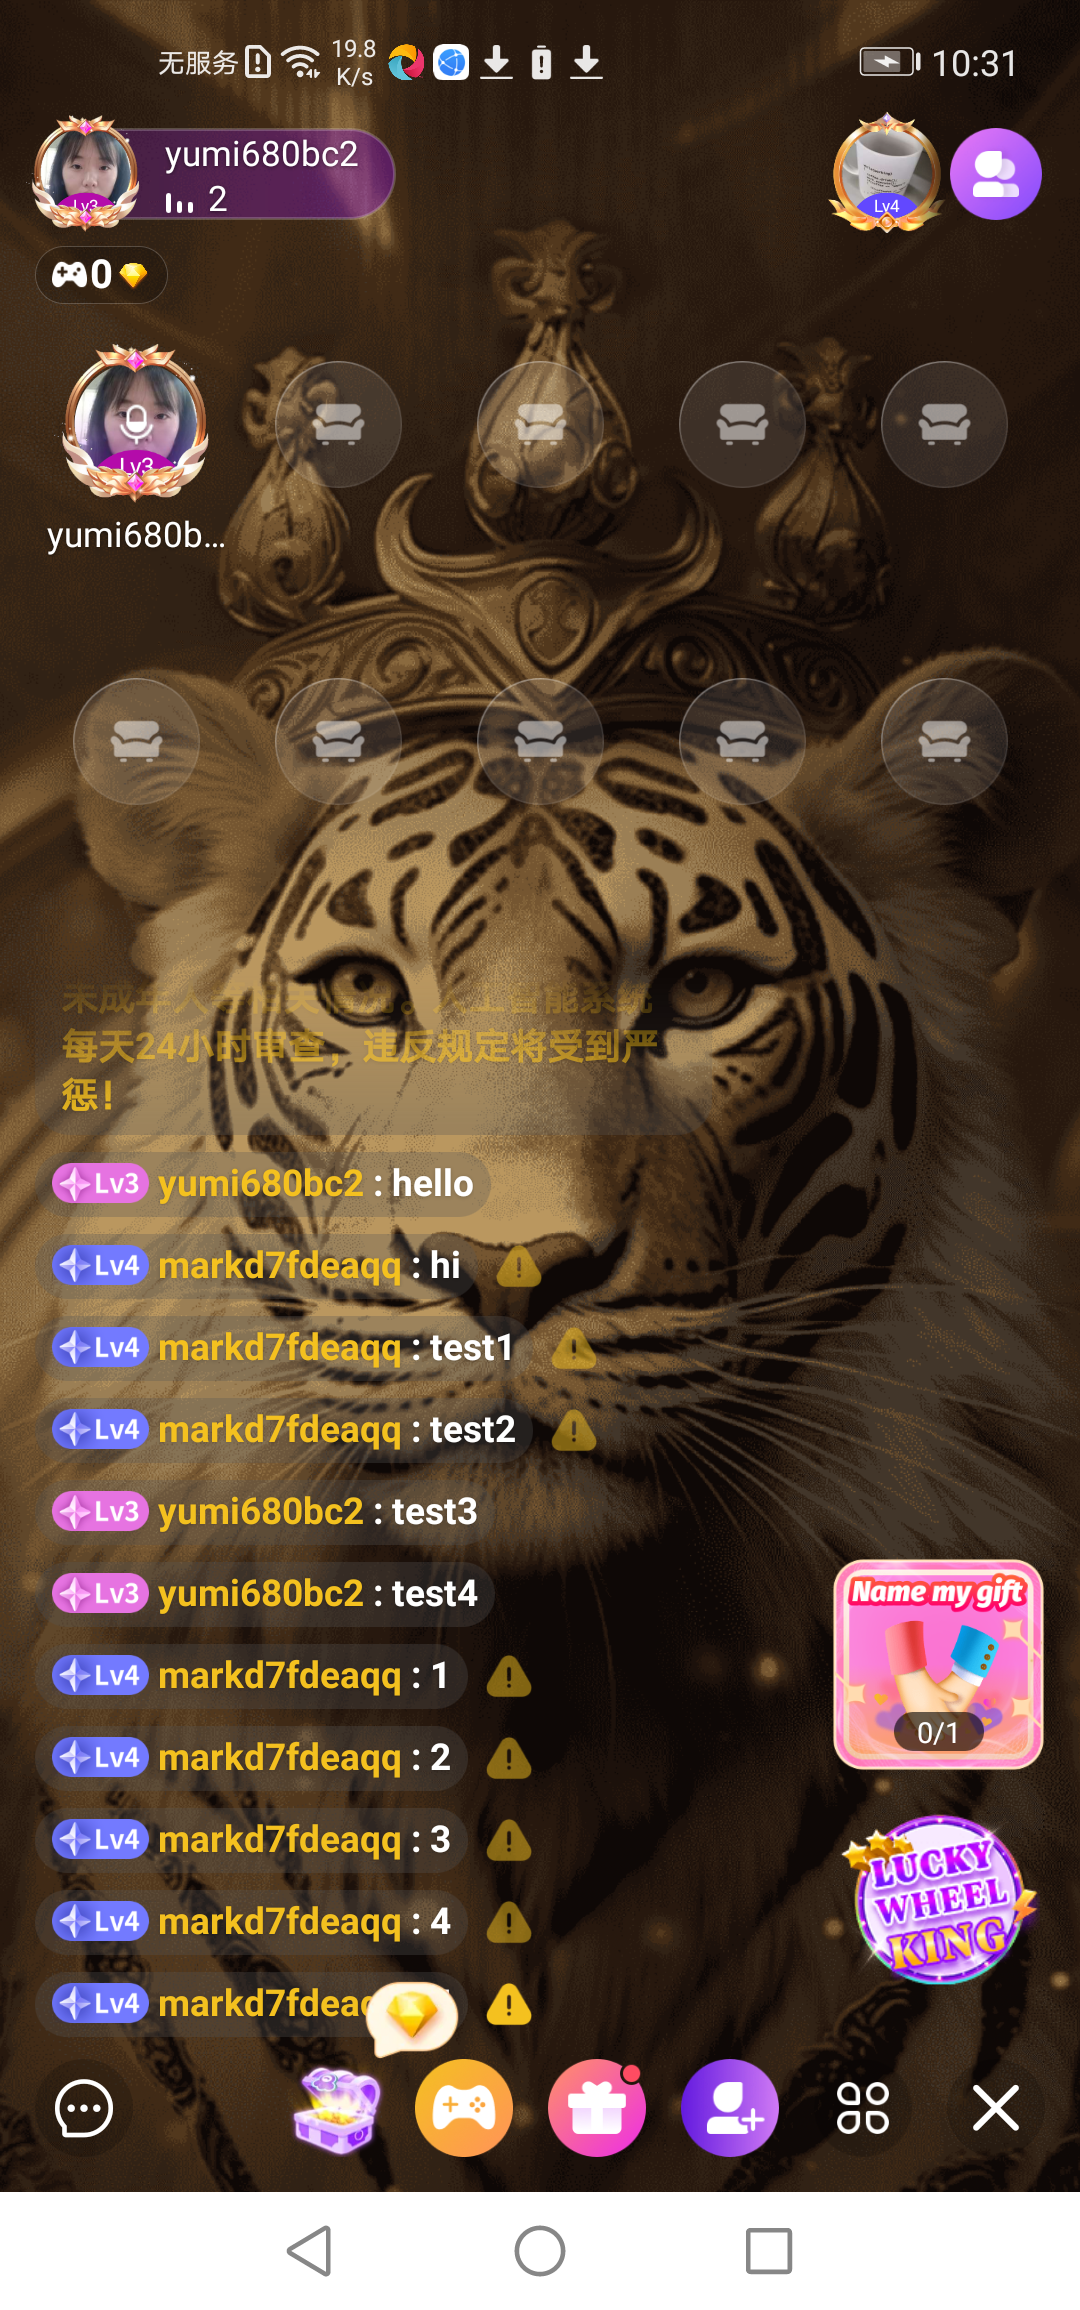 无服务 19.8 K/s 10:31
yumi680bc2
2
Lv3
Lv4
0
Lv3
yumi680b...
未成年人
每天24小时审查，违反规定将受到严
惩！
Lv3 yumi680bc2 : hello
Lv4 markd7fdeaqq : hi
Lv4 markd7fdeaqq : test1
Lv4 markd7fdeaqq : test2
Lv3 yumi680bc2 : test3
Lv3 yumi680bc2 : test4
Lv4 markd7fdeaqq : 1
Lv4 markd7fdeaqq : 2
Lv4 markd7fdeaqq : 3
Lv4 markd7fdeaqq : 4
Lv4 markd7fdea
Name my gift
0/1
LUCKY
WHEEL
KING